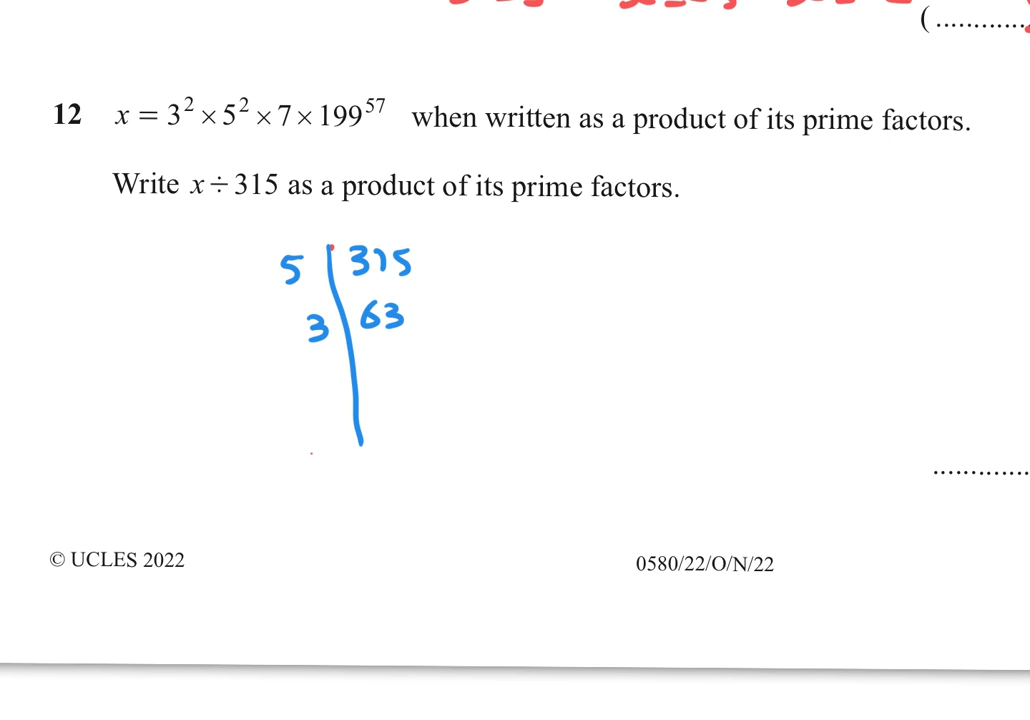 (............
12 x = 3² × 5² × 7 × 199⁵⁷ when written as a product of its prime factors.
Write x ÷ 315 as a product of its prime factors.
5 | 315
3 | 63
.............
© UCLES 2022
0580/22/O/N/22